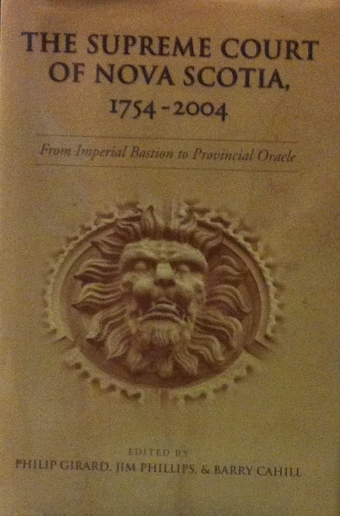 THE SUPREME COURT
OF NOVA SCOTIA,
1754-2004
From Imperial Bastion to Provincial Oracle
EDITED BY
PHILIP GIRARD, JIM PHILLIPS, & BARRY CAHILL